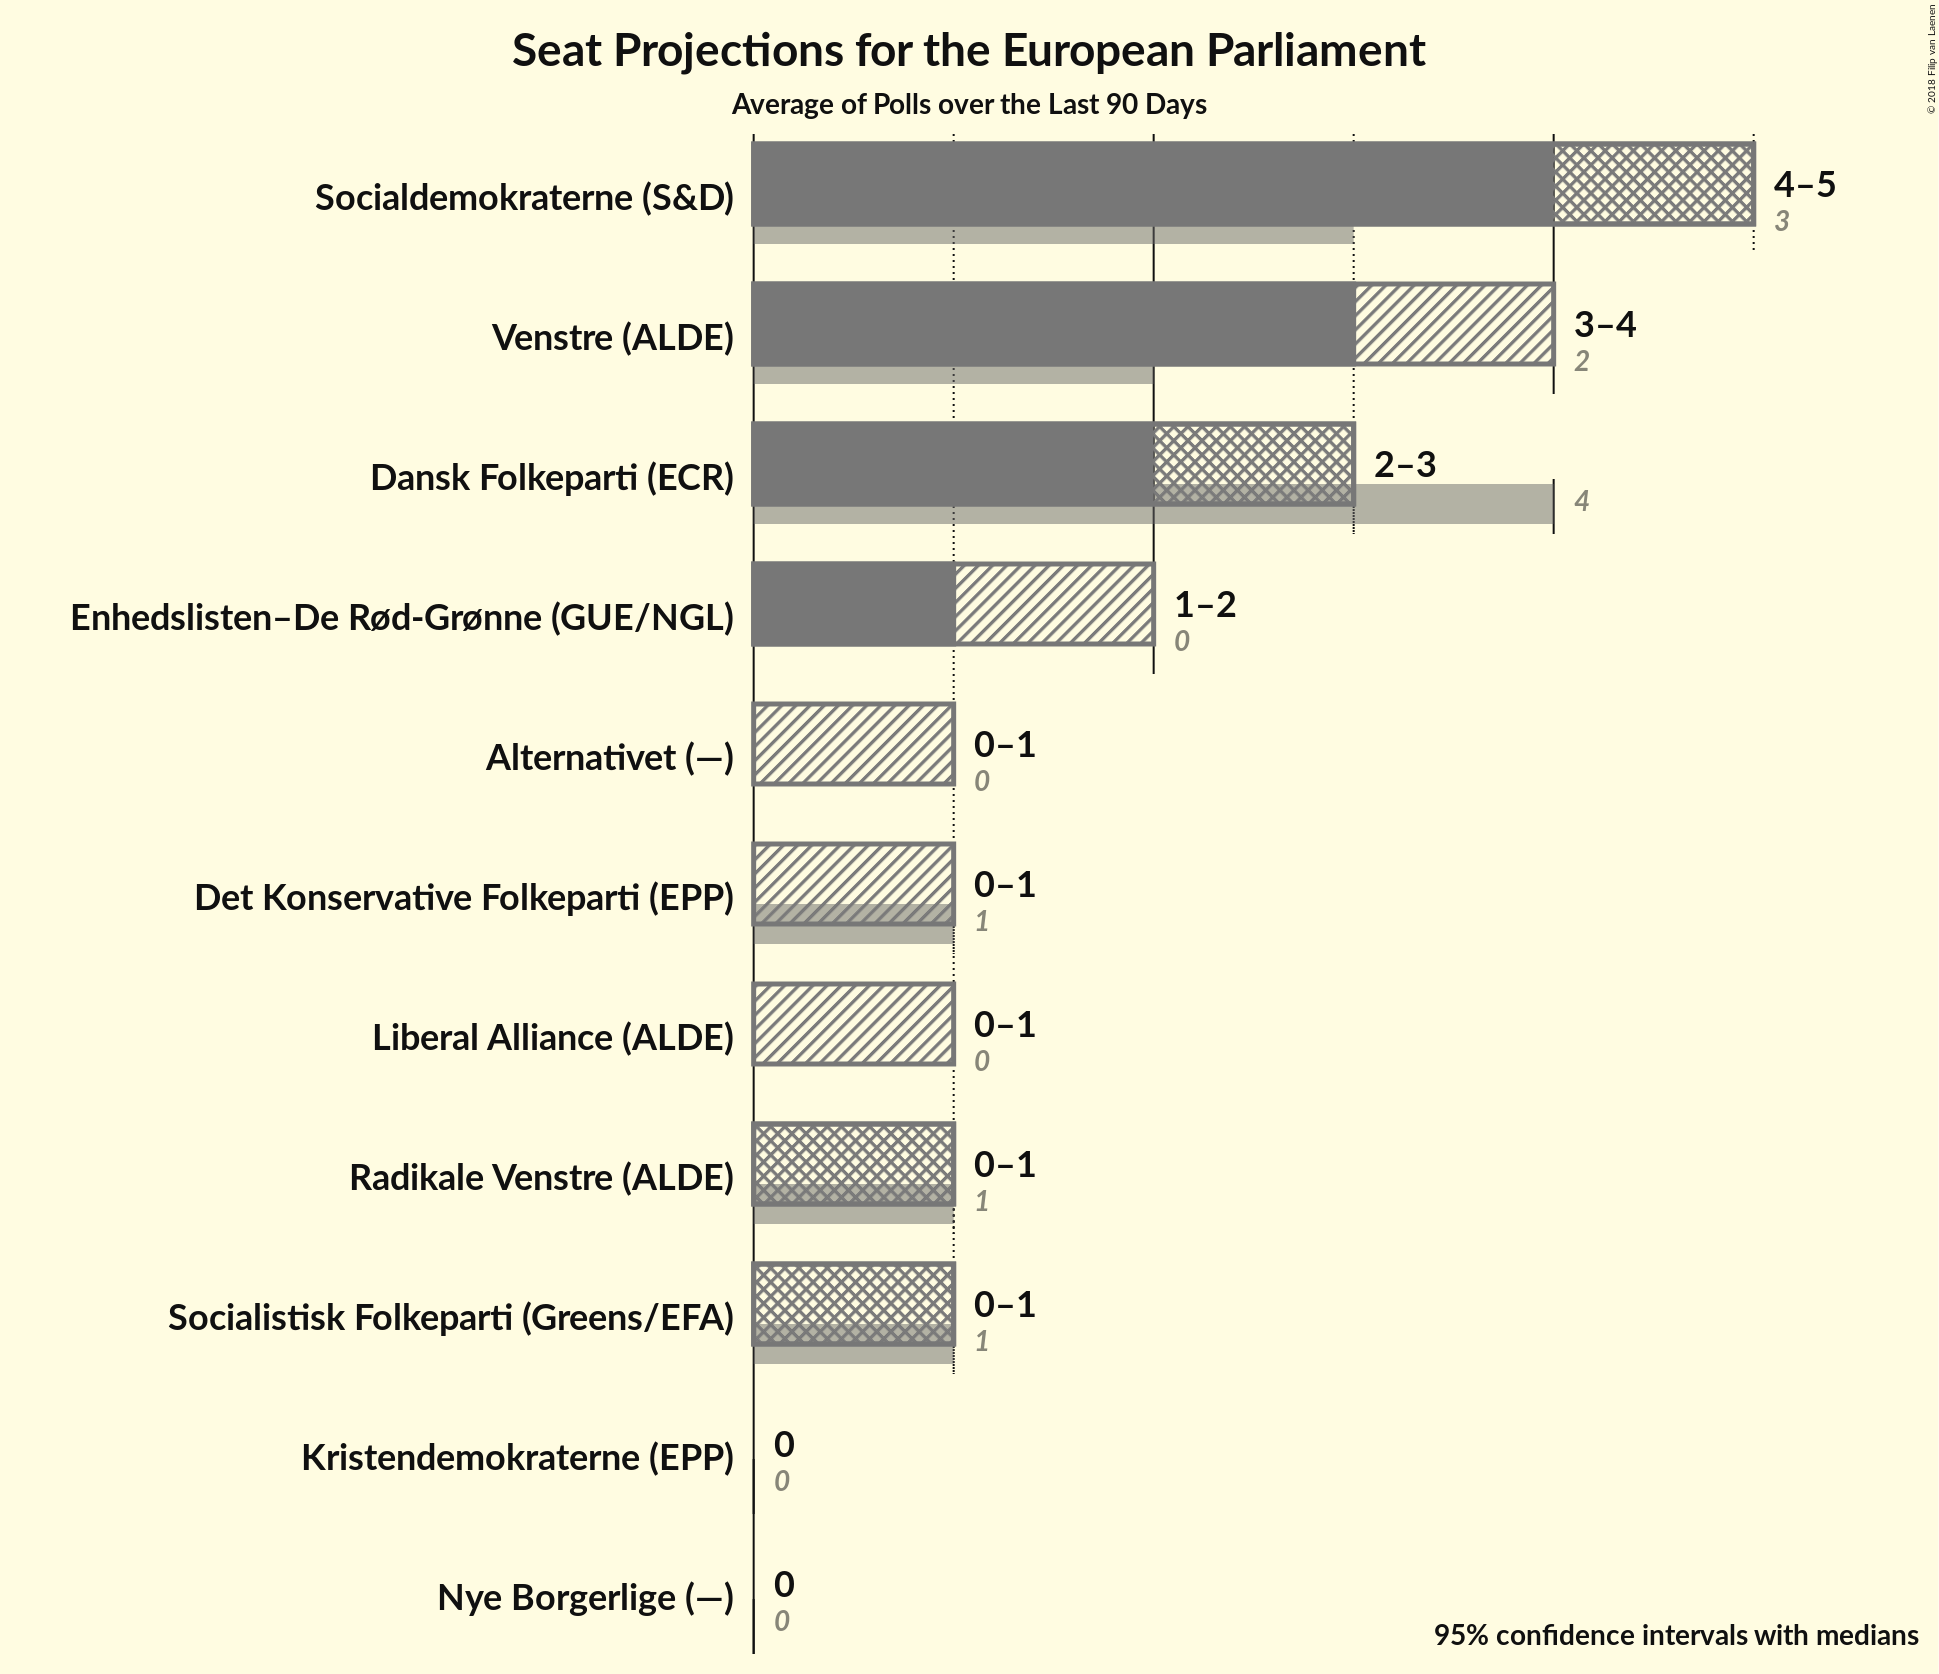 Seat Projections for the European Parliament
Average of Polls over the Last 90 Days
© 2018 Filip van Laenen
Socialdemokraterne (S&D)
4–5
3
Venstre (ALDE)
3–4
2
Dansk Folkeparti (ECR)
2–3
4
Enhedslisten–De Rød-Grønne (GUE/NGL)
1–2
0
Alternativet (—)
0–1
0
Det Konservative Folkeparti (EPP)
0–1
1
Liberal Alliance (ALDE)
0–1
0
Radikale Venstre (ALDE)
0–1
1
Socialistisk Folkeparti (Greens/EFA)
0–1
1
Kristendemokraterne (EPP)
0
0
Nye Borgerlige (—)
0
0
95% confidence intervals with medians